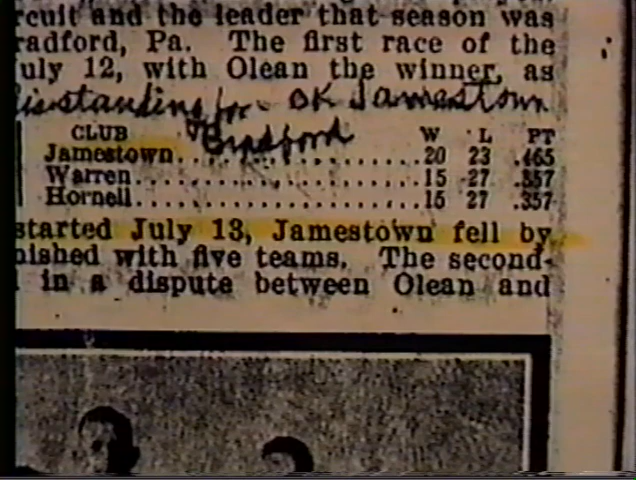 rcuit and the leader that season was
radford, Pa. The first race of the
uly 12, with Olean the winner, as
standing for OK Jamestown
Bradford
CLUB W L PT
Jamestown..................20 23 .465
Warren.....................15 27 .357
Hornell....................15 27 .357
started July 13, Jamestown fell by
nished with five teams. The second-
in a dispute between Olean and